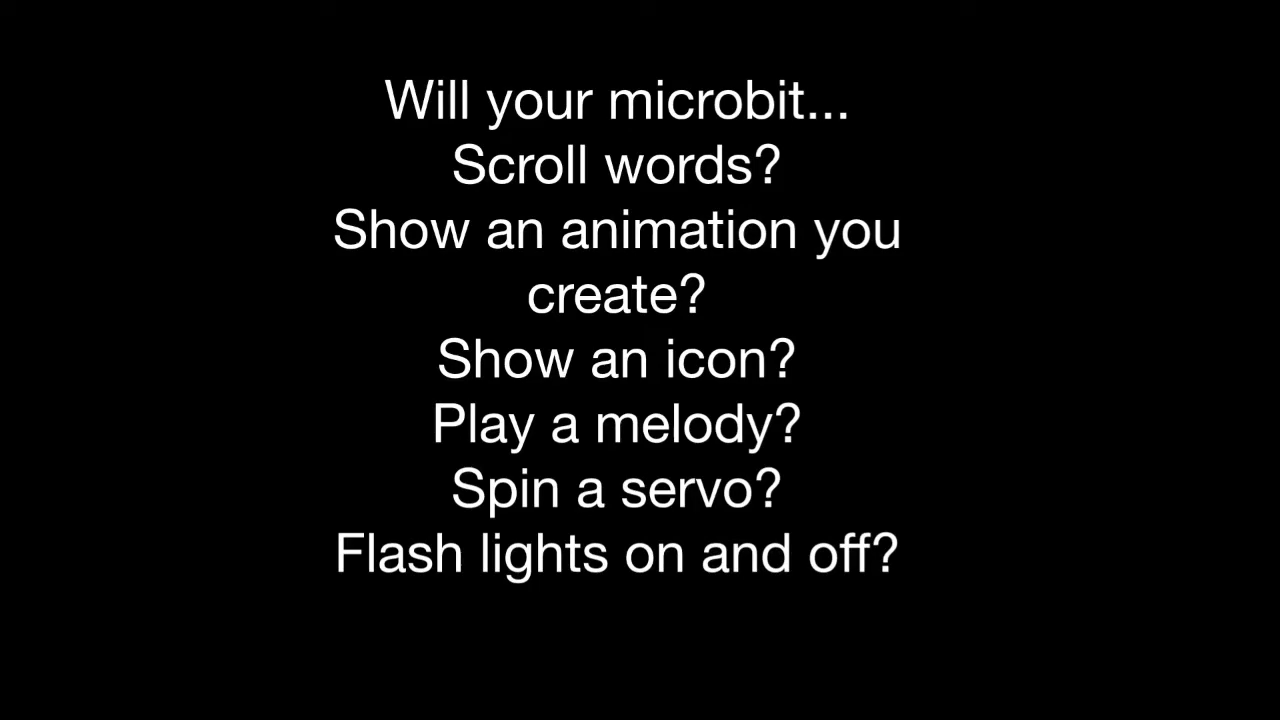 Will your microbit...
Scroll words?
Show an animation you
create?
Show an icon?
Play a melody?
Spin a servo?
Flash lights on and off?